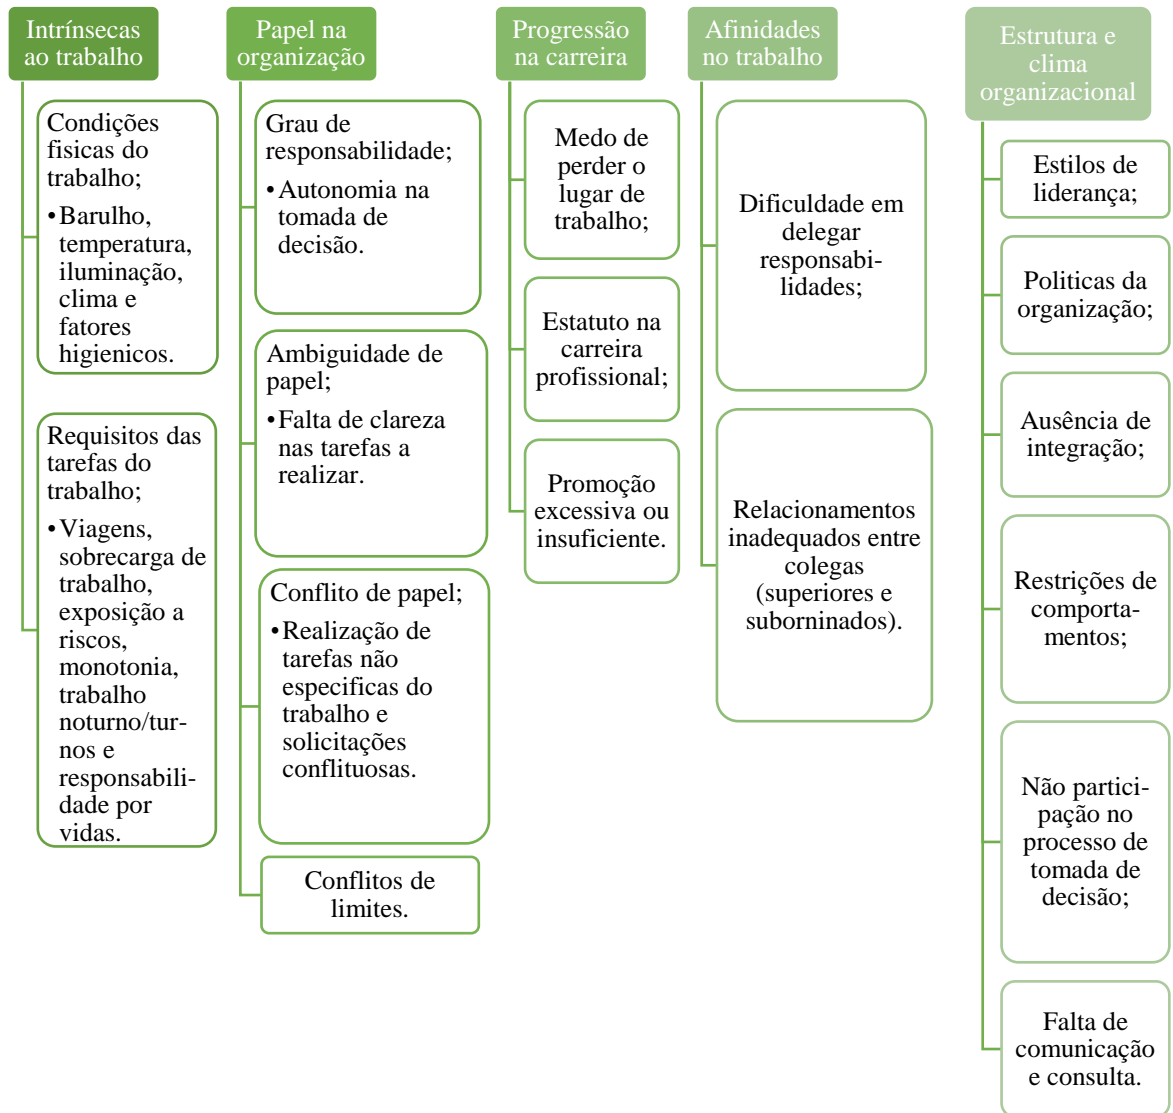 Intrínsecas
ao trabalho
Condições
fisicas do
trabalho;
•Barulho,
temperatura,
iluminação,
clima e
fatores
higienicos.
Requisitos das
tarefas do
trabalho;
•Viagens,
sobrecarga de
trabalho,
exposição a
riscos,
monotonia,
trabalho
noturno/tur-
nos e
responsabili-
dade por
vidas.
Papel na
organização
Grau de
responsabilidade;
•Autonomia na
tomada de
decisão.
Ambiguidade de
papel;
•Falta de clareza
nas tarefas a
realizar.
Conflito de papel;
•Realização de
tarefas não
especificas do
trabalho e
solicitações
conflituosas.
Conflitos de
limites.
Progressão
na carreira
Medo de
perder o
lugar de
trabalho;
Estatuto na
carreira
profissional;
Promoção
excessiva ou
insuficiente.
Afinidades
no trabalho
Dificuldade em
delegar
responsabi-
lidades;
Relacionamentos
inadequados entre
colegas
(superiores e
suborninados).
Estrutura e
clima
organizacional
Estilos de
liderança;
Politicas da
organização;
Ausência de
integração;
Restrições de
comporta-
mentos;
Não partici-
pação no
processo de
tomada de
decisão;
Falta de
comunicação
e consulta.